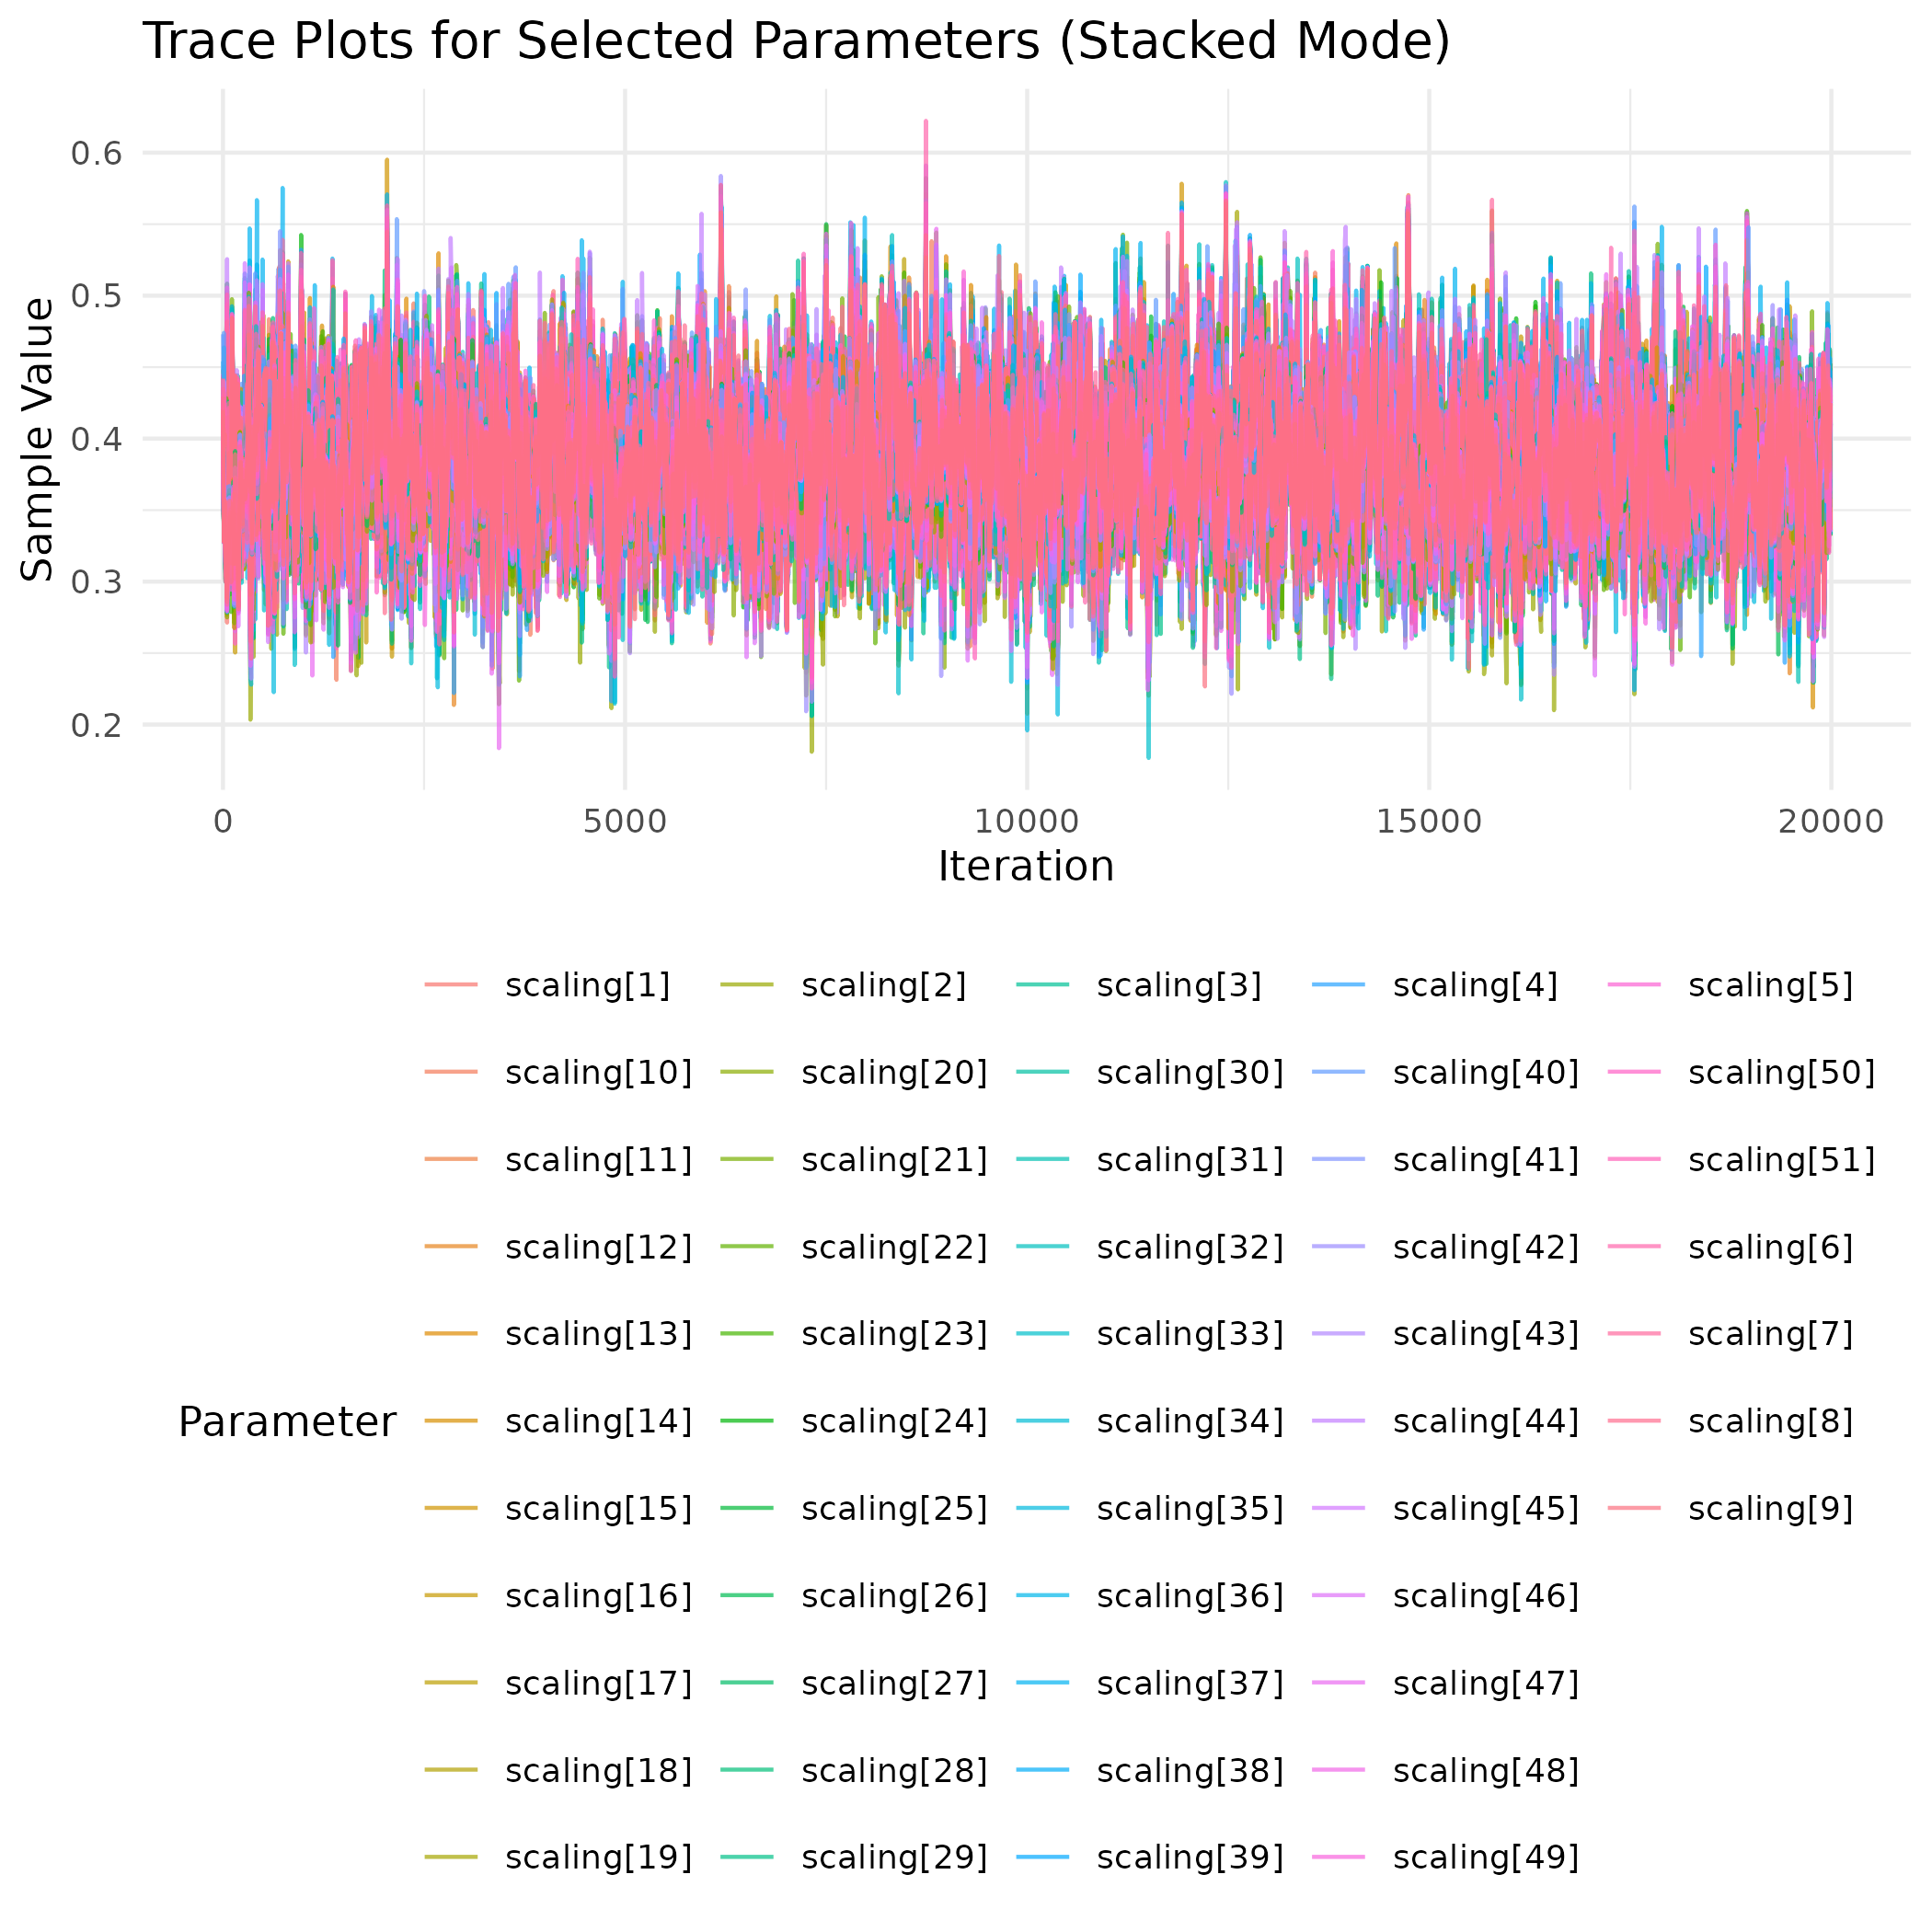 Trace Plots for Selected Parameters (Stacked Mode)
0.6
0.5
0.4
0.3
0.2
Sample Value
0 5000 10000 15000 20000
Iteration
Parameter
scaling[1] scaling[2] scaling[3] scaling[4] scaling[5]
scaling[10] scaling[20] scaling[30] scaling[40] scaling[50]
scaling[11] scaling[21] scaling[31] scaling[41] scaling[51]
scaling[12] scaling[22] scaling[32] scaling[42] scaling[6]
scaling[13] scaling[23] scaling[33] scaling[43] scaling[7]
scaling[14] scaling[24] scaling[34] scaling[44] scaling[8]
scaling[15] scaling[25] scaling[35] scaling[45] scaling[9]
scaling[16] scaling[26] scaling[36] scaling[46]
scaling[17] scaling[27] scaling[37] scaling[47]
scaling[18] scaling[28] scaling[38] scaling[48]
scaling[19] scaling[29] scaling[39] scaling[49]